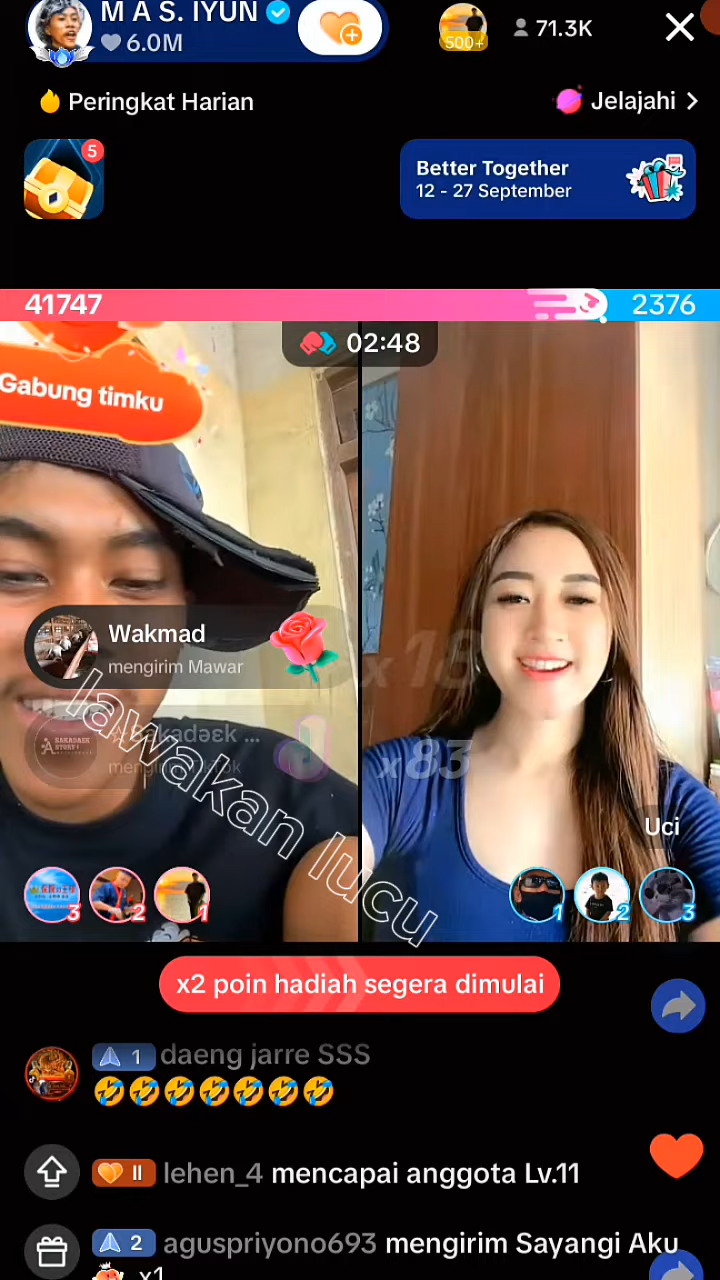 M A S. IYUN
6.0M
500+
71.3K
Peringkat Harian
Jelajahi
5
Better Together
12 - 27 September
41747
2376
02:48
Gabung timku
Wakmad
mengirim Mawar
x 83
lawakan lucu
Uci
3
2
1
1
2
3
x2 poin hadiah segera dimulai
1 daeng jarre SSS
🤣🤣🤣🤣🤣🤣🤣
II lehen_4 mencapai anggota Lv.11
2 aguspriyono693 mengirim Sayangi Aku
x1